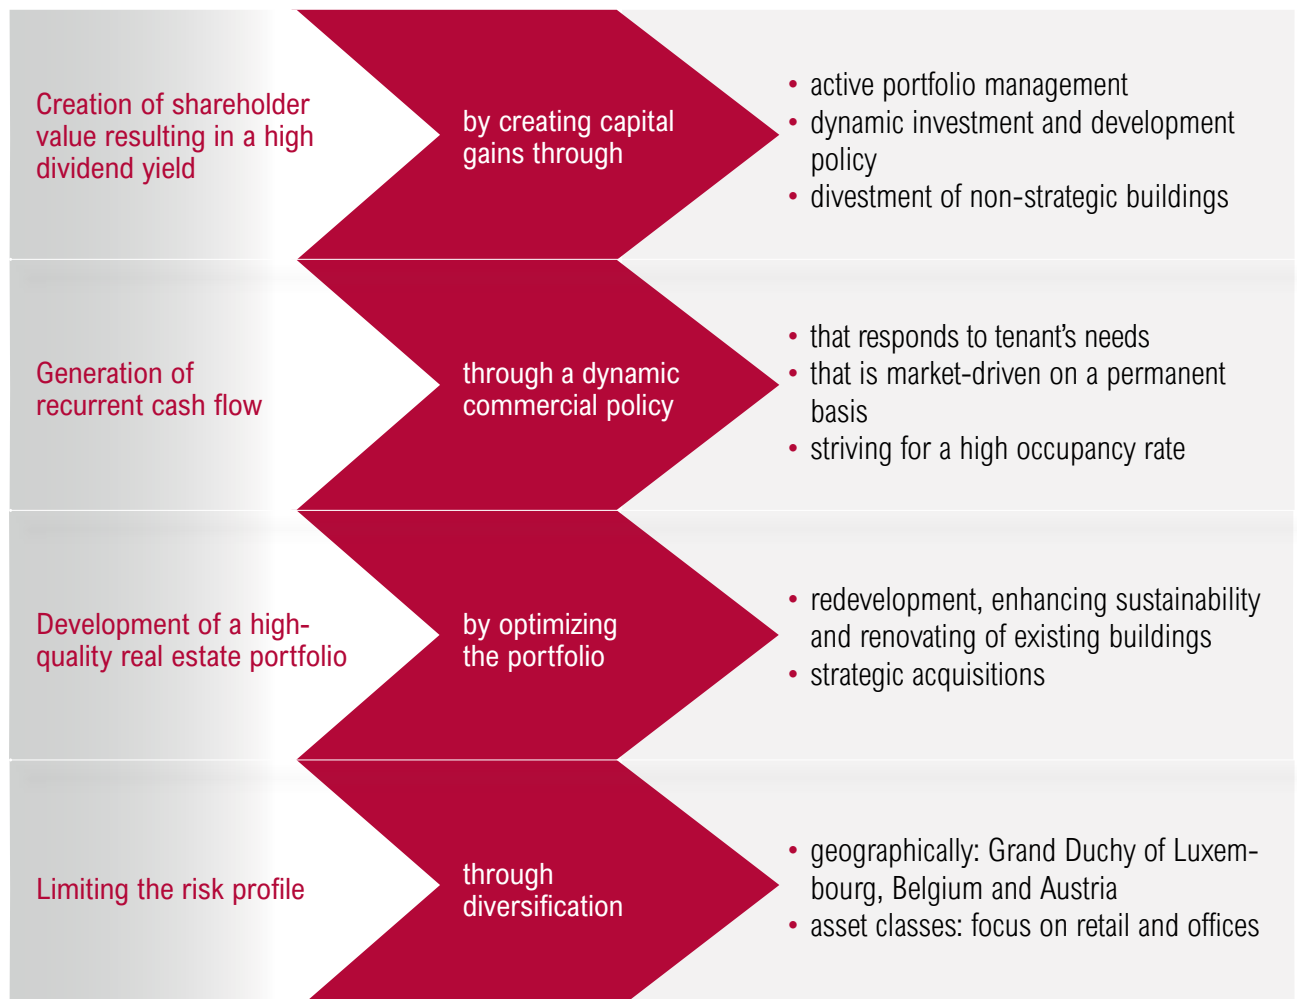 Creation of shareholder
value resulting in a high
dividend yield
by creating capital
gains through
• active portfolio management
• dynamic investment and development
policy
• divestment of non-strategic buildings
Generation of
recurrent cash flow
through a dynamic
commercial policy
• that responds to tenant’s needs
• that is market-driven on a permanent
basis
• striving for a high occupancy rate
Development of a high-
quality real estate portfolio
by optimizing
the portfolio
• redevelopment, enhancing sustainability
and renovating of existing buildings
• strategic acquisitions
Limiting the risk profile
through
diversification
• geographically: Grand Duchy of Luxem-
bourg, Belgium and Austria
• asset classes: focus on retail and offices